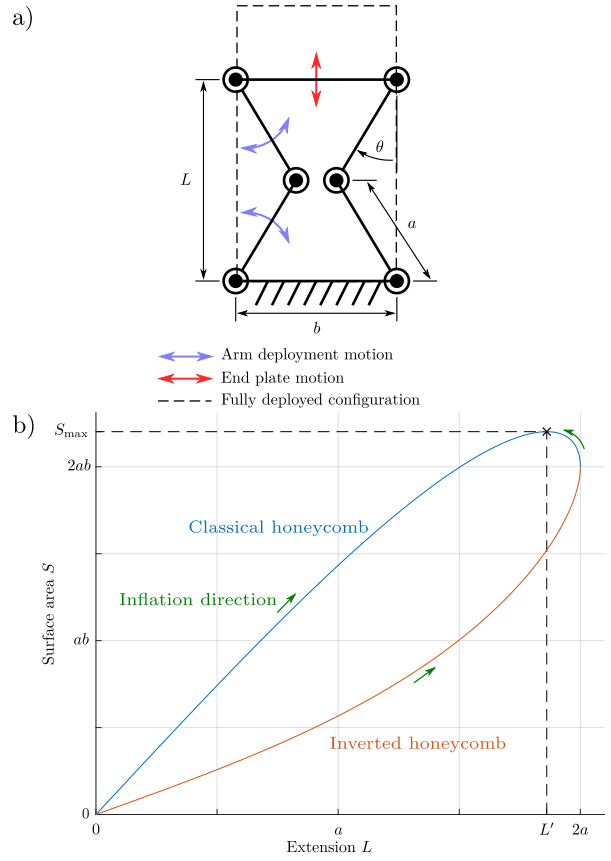 a)
θ
L
a
b
Arm deployment motion
End plate motion
Fully deployed configuration
b)
S_max
2ab
Classical honeycomb
Inflation direction
Surface area S
ab
Inverted honeycomb
0
0
a
L′
2a
Extension L